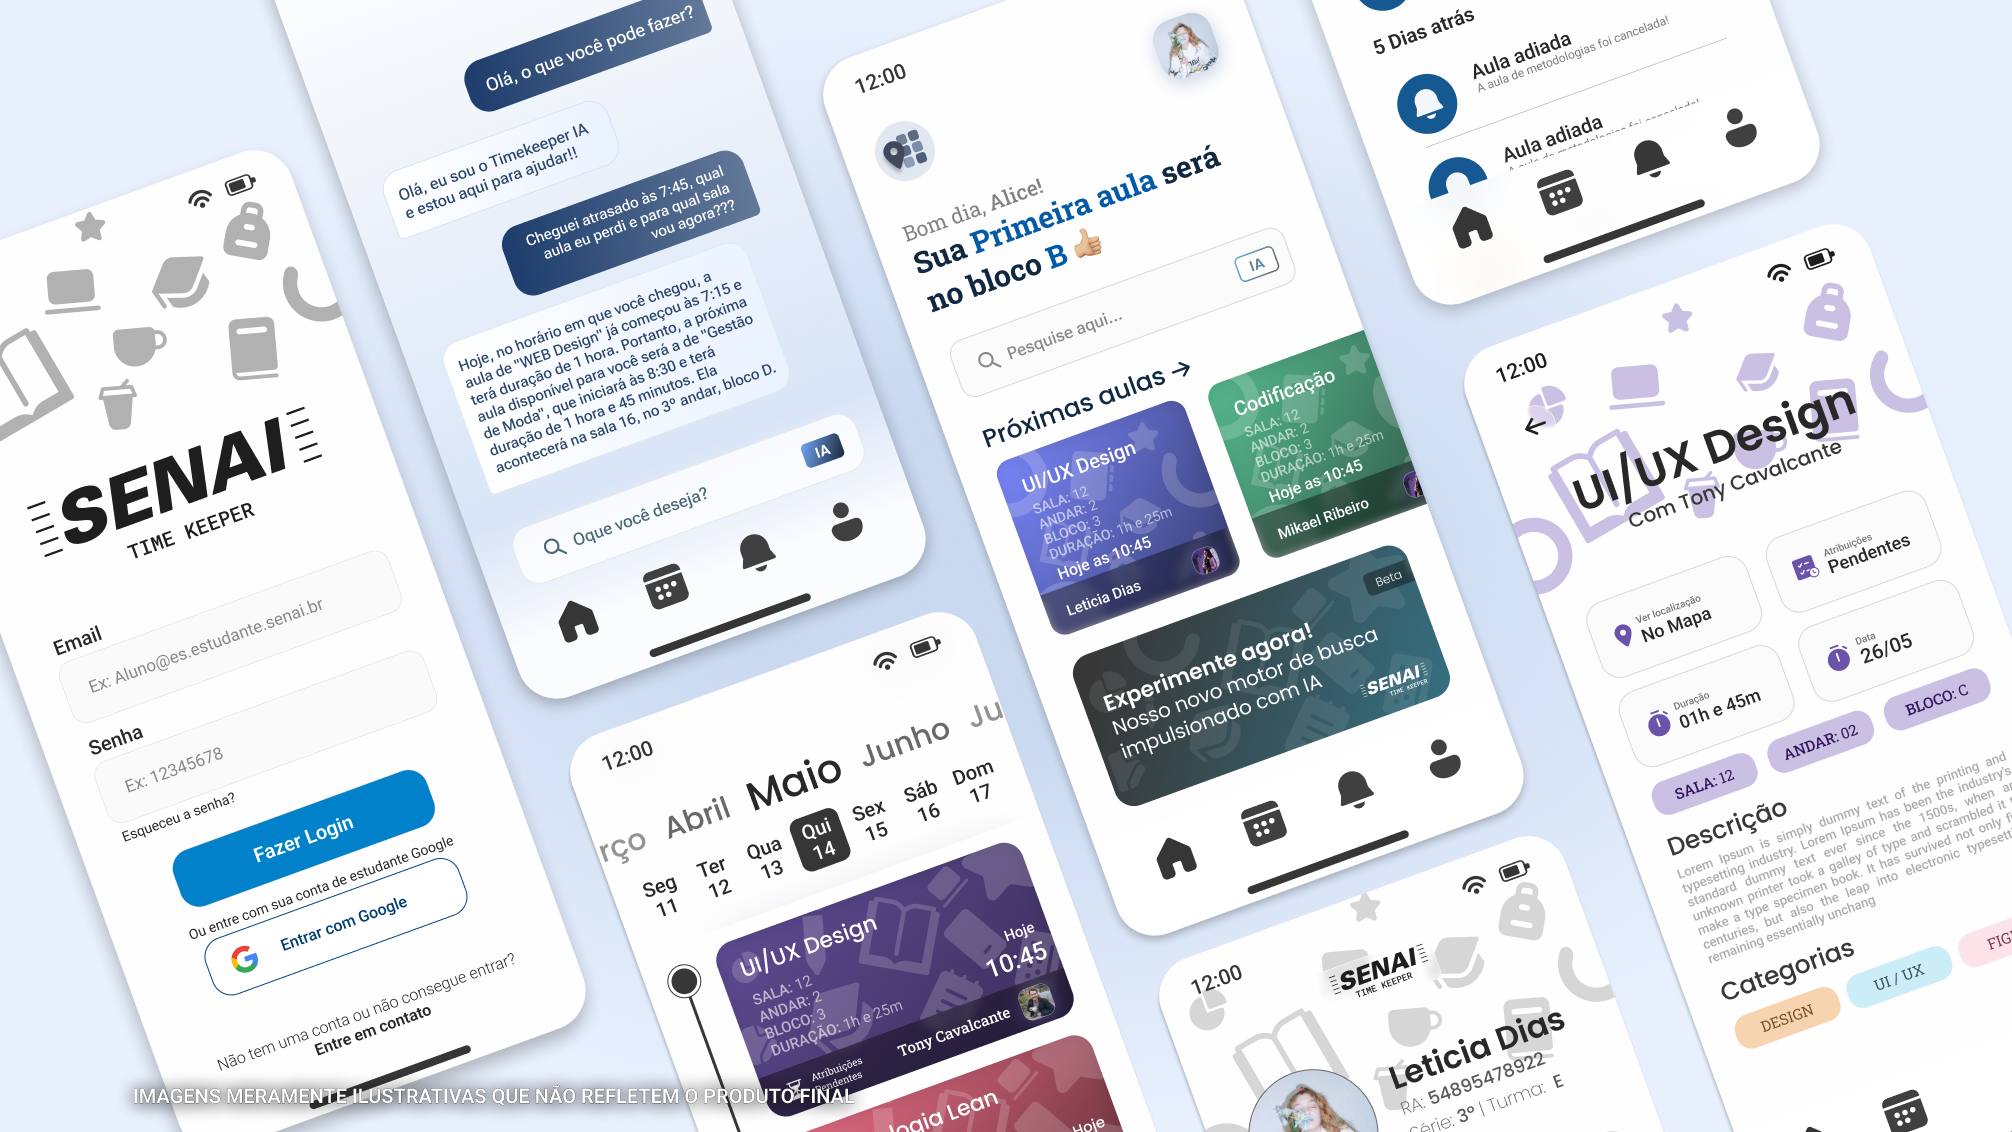 SENAI
TIME KEEPER
Email
Ex: Aluno@es.estudante.senai.br
Senha
Ex: 12345678
Esqueceu a senha?
Fazer Login
Ou entre com sua conta de estudante Google
Entrar com Google
Não tem uma conta ou não consegue entrar?
Entre em contato
Olá, o que você pode fazer?
Olá, eu sou o Timekeeper IA
e estou aqui para ajudar!!
Cheguei atrasado às 7:45, qual
aula eu perdi e para qual sala
vou agora???
Hoje, no horário em que você chegou, a
aula de "WEB Design" já começou às 7:15 e
terá duração de 1 hora. Portanto, a próxima
aula disponível para você será a de "Gestão
de Moda", que iniciará às 8:30 e terá
duração de 1 hora e 45 minutos. Ela
acontecerá na sala 16, no 3º andar, bloco D.
IA
Oque você deseja?
12:00
rço
Abril
Maio
Junho
Ju
Seg
11
Ter
12
Qua
13
Qui
14
Sex
15
Sáb
16
Dom
17
UI/UX Design
SALA: 12
ANDAR: 2
BLOCO: 3
DURAÇÃO: 1h e 25m
Hoje
10:45
Atribuições
Pendentes
Tony Cavalcante
logia Lean
Hoje
12:00
Bom dia, Alice!
Sua Primeira aula será
no bloco B
IA
Pesquise aqui...
Próximas aulas →
UI/UX Design
SALA: 12
ANDAR: 2
BLOCO: 3
DURAÇÃO: 1h e 25m
Hoje as 10:45
Leticia Dias
Codificação
SALA: 12
ANDAR: 2
BLOCO: 3
DURAÇÃO: 1h e 25m
Hoje as 10:45
Mikael Ribeiro
Beta
Experimente agora!
Nosso novo motor de busca
impulsionado com IA
SENAI
TIME KEEPER
12:00
SENAI
TIME KEEPER
Leticia Dias
RA: 54895478922
Série: 3º | Turma: E
5 Dias atrás
Aula adiada
A aula de metodologias foi cancelada!
Aula adiada
12:00
UI/UX Design
Com Tony Cavalcante
Ver localização
No Mapa
Atribuições
Pendentes
Duração
01h e 45m
Data
26/05
SALA: 12
ANDAR: 02
BLOCO: C
Descrição
Lorem Ipsum is simply dummy text of the printing and
typesetting industry. Lorem Ipsum has been the industry's
standard dummy text ever since the 1500s, when an
unknown printer took a galley of type and scrambled it t
make a type specimen book. It has survived not only f
centuries, but also the leap into electronic typeset
remaining essentially unchang
Categorias
DESIGN
UI / UX
FIG
IMAGENS MERAMENTE ILUSTRATIVAS QUE NÃO REFLETEM O PRODUTO FINAL